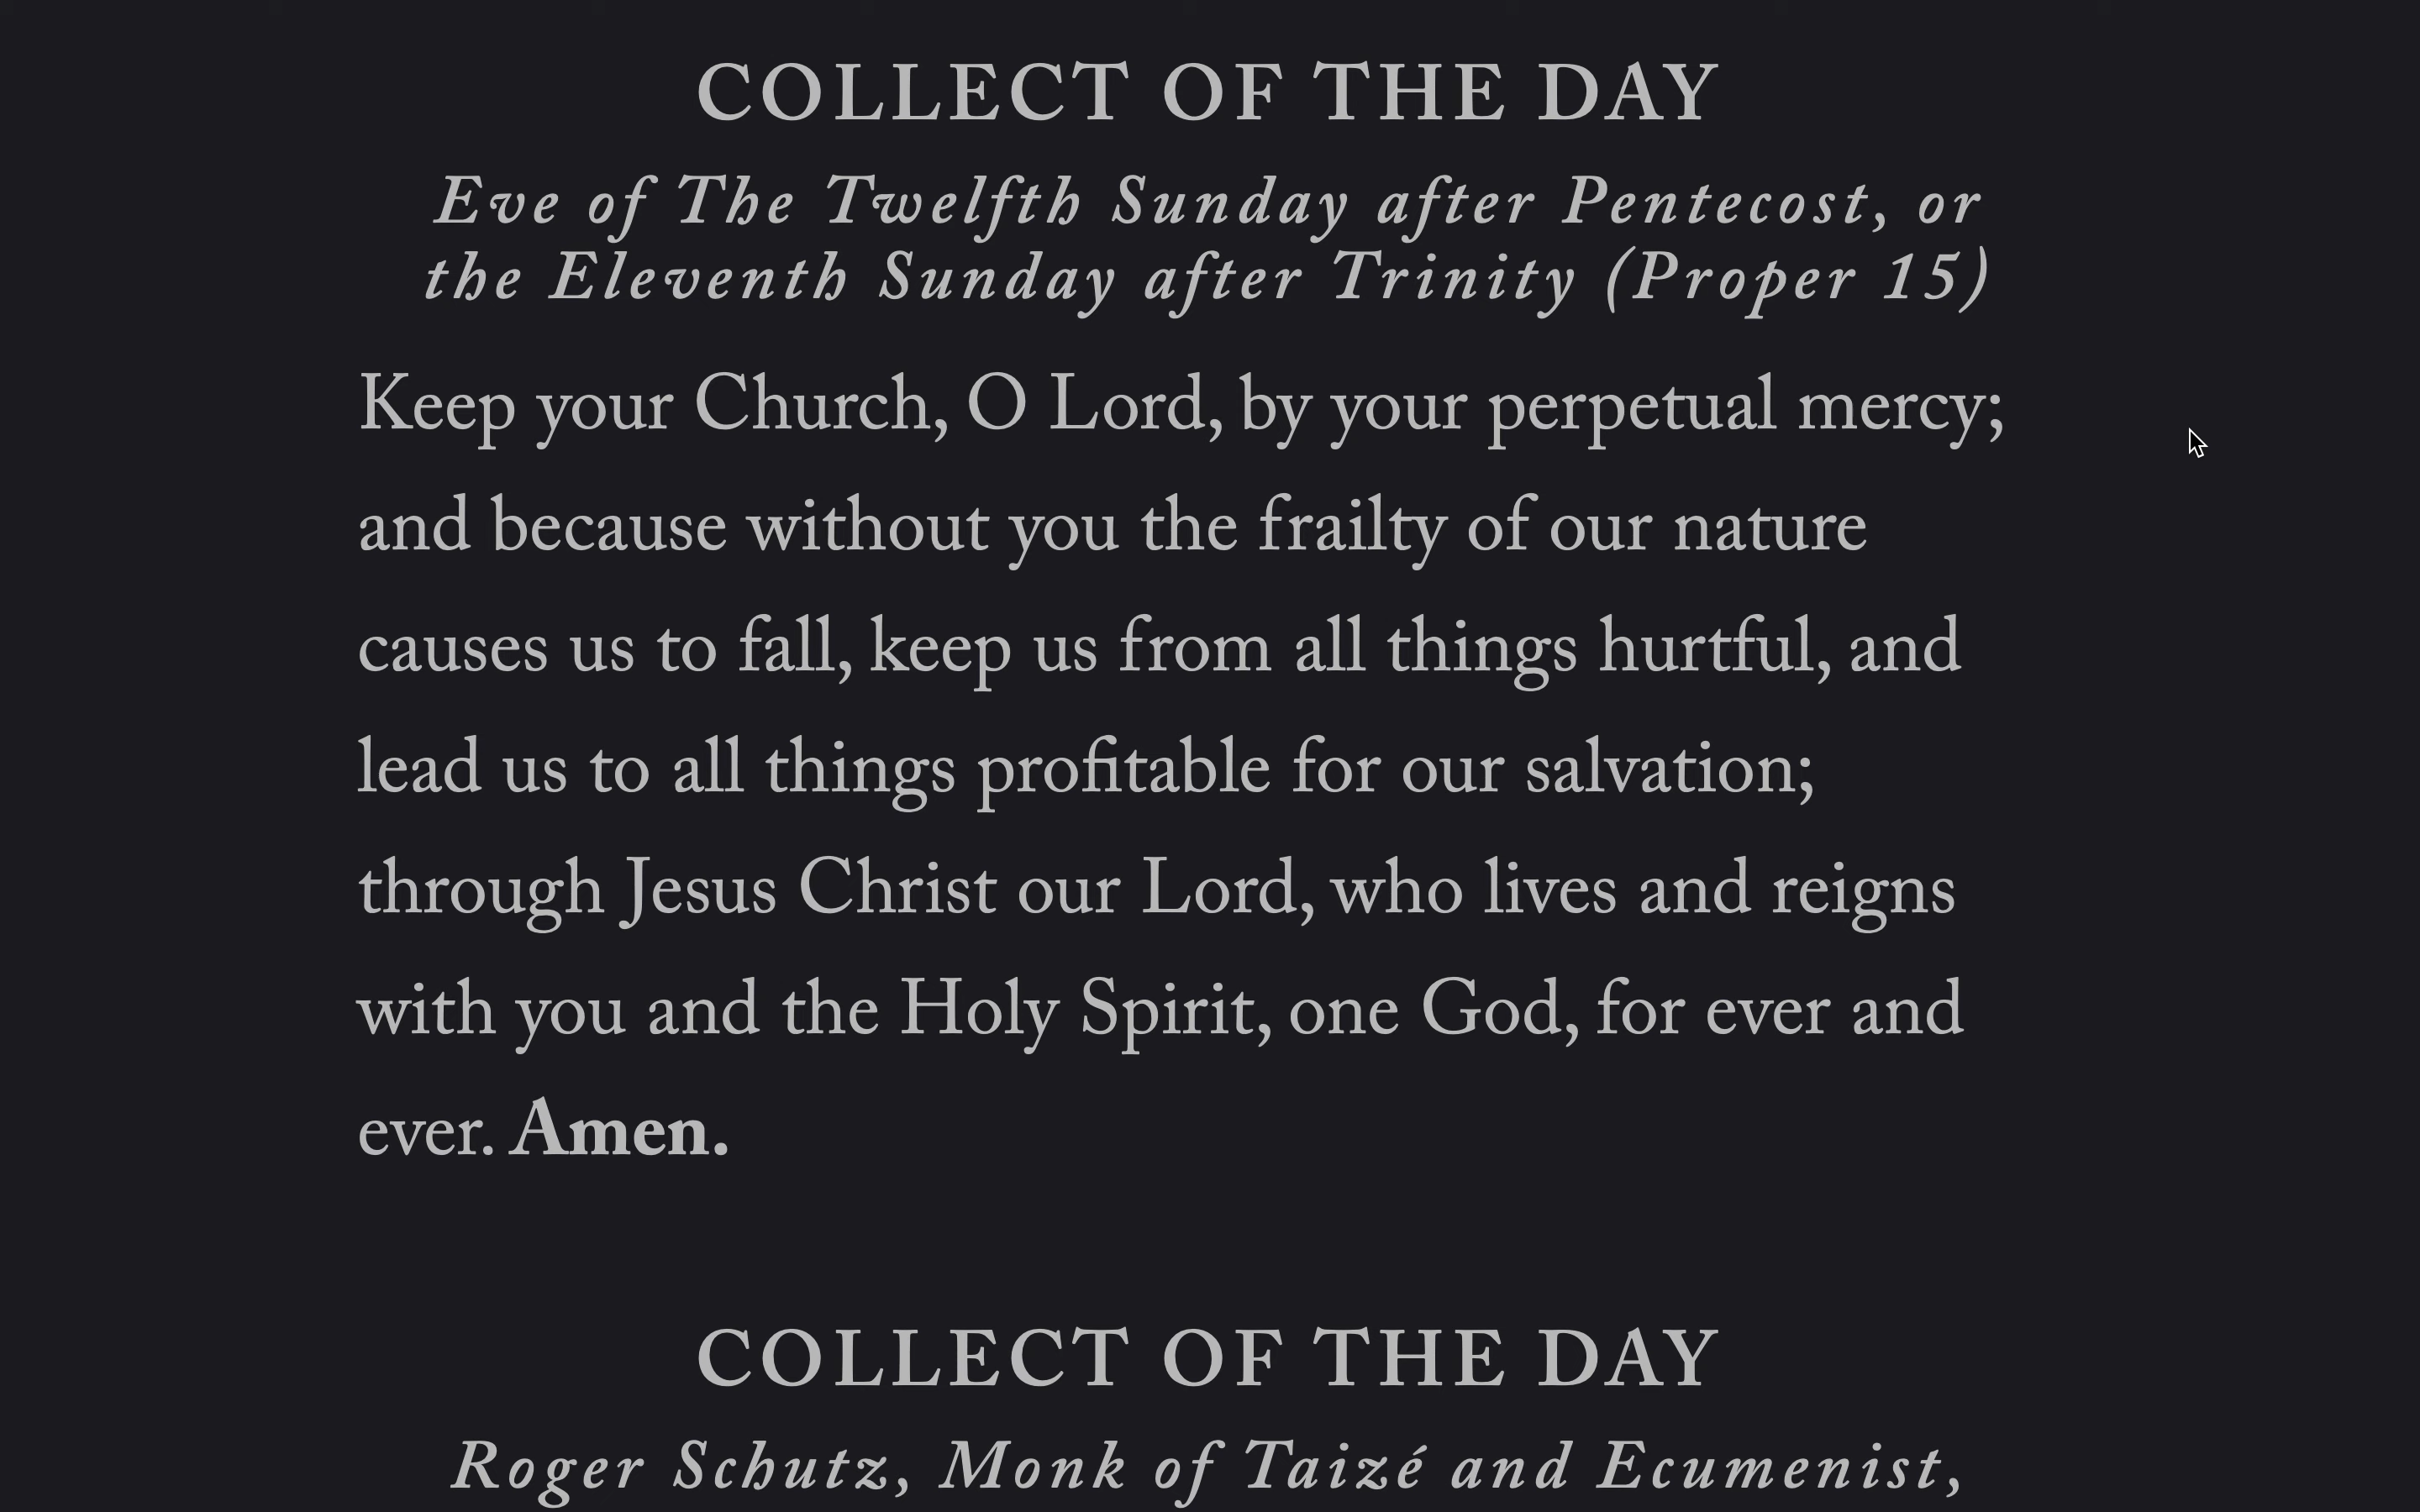 COLLECT OF THE DAY
Eve of The Twelfth Sunday after Pentecost, or
the Eleventh Sunday after Trinity (Proper 15)
Keep your Church, O Lord, by your perpetual mercy;
and because without you the frailty of our nature
causes us to fall, keep us from all things hurtful, and
lead us to all things profitable for our salvation;
through Jesus Christ our Lord, who lives and reigns
with you and the Holy Spirit, one God, for ever and
ever. Amen.
COLLECT OF THE DAY
Roger Schutz, Monk of Taizé and Ecumenist,